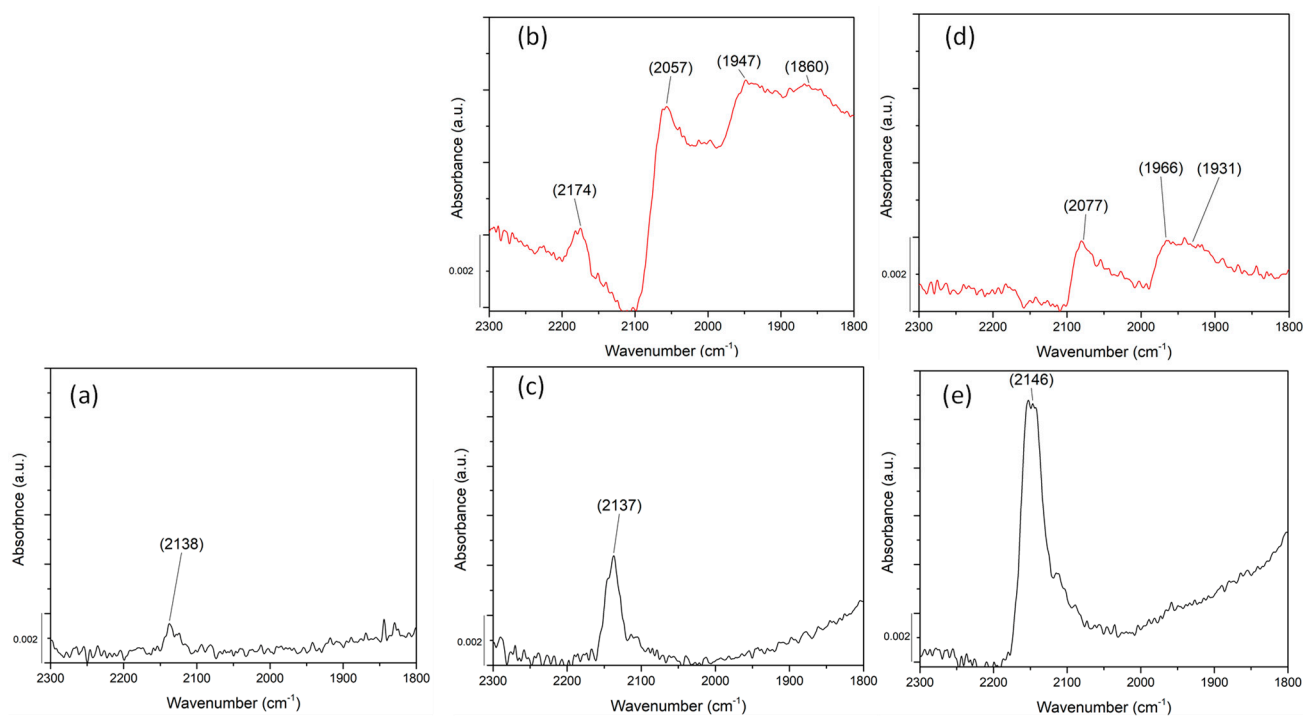 (b)
(2174)
(2057)
(1947)
(1860)
Absorbance (a.u.)
0.002
2300 2200 2100 2000 1900 1800
Wavenumber (cm-1)
(d)
(2077)
(1966)
(1931)
Absorbance (a.u.)
0.002
2300 2200 2100 2000 1900 1800
Wavenumber (cm-1)
(a)
(2138)
Absorbnce (a.u.)
0.002
2300 2200 2100 2000 1900 1800
Wavenumber (cm-1)
(c)
(2137)
Absorbance (a.u.)
0.002
2300 2200 2100 2000 1900 1800
Wavenumber (cm-1)
(e)
(2146)
Absorbance (a.u.)
0.002
2300 2200 2100 2000 1900 1800
Wavenumber (cm-1)